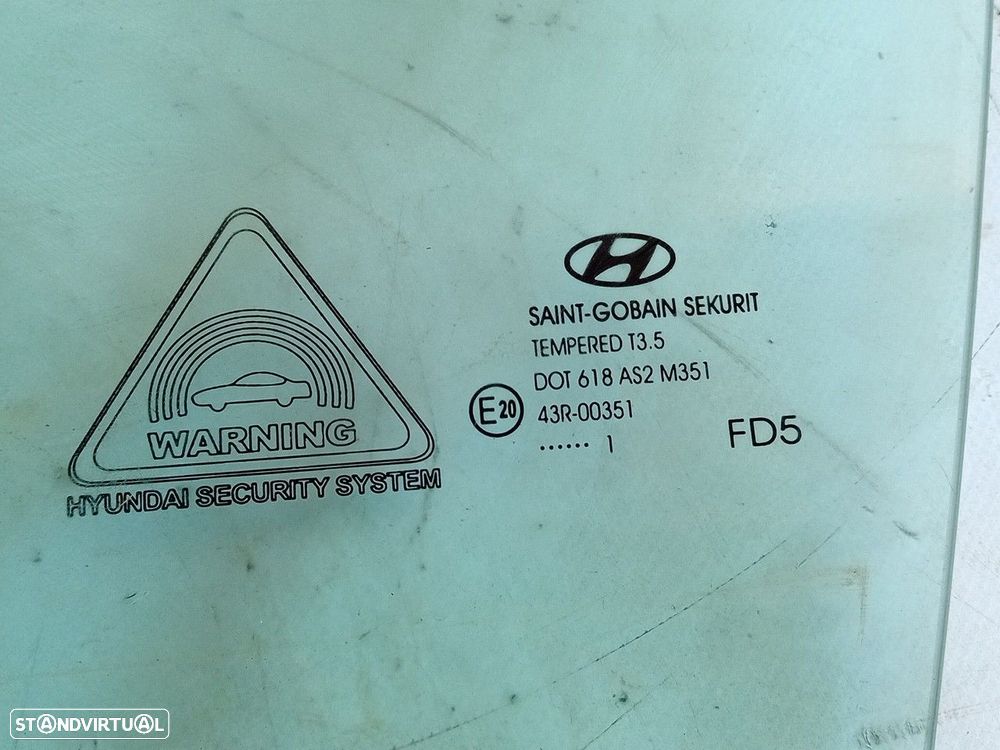 WARNING
HYUNDAI SECURITY SYSTEM
SAINT-GOBAIN SEKURIT
TEMPERED T3.5
DOT 618 AS2 M351
E20
43R-00351
...... 1
FD5
STANDVIRTUAL